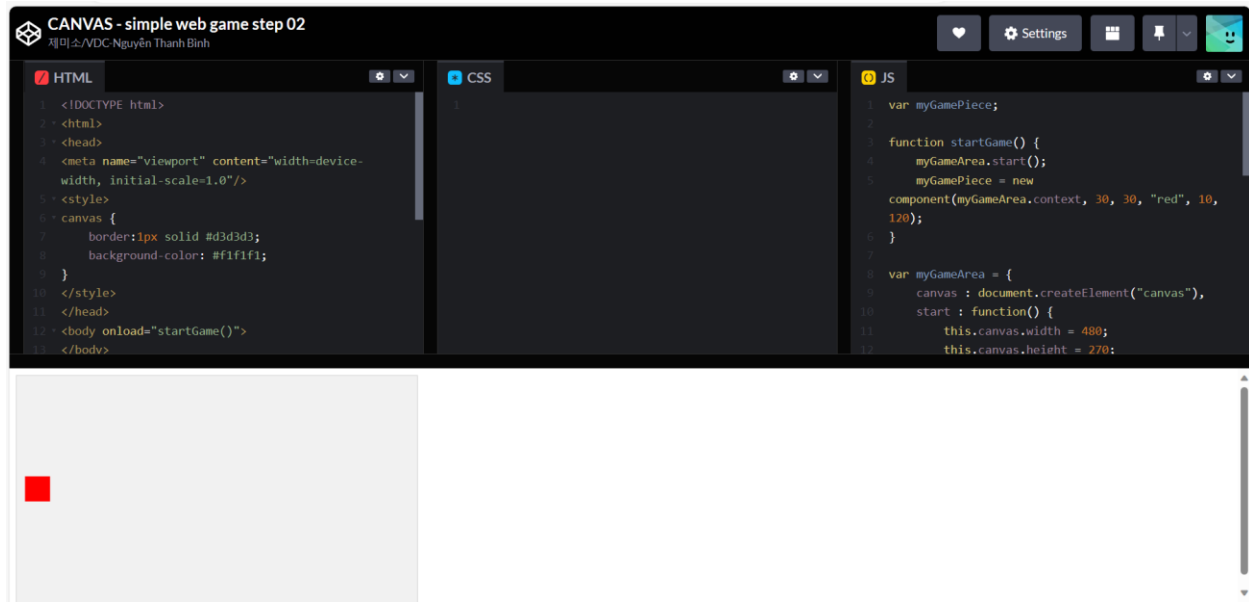 CANVAS - simple web game step 02
제미소/VDC-Nguyễn Thanh Bình
Settings
HTML
1 <!DOCTYPE html>
2 <html>
3 <head>
4 <meta name="viewport" content="width=device-
width, initial-scale=1.0"/>
5 <style>
6 canvas {
7 border:1px solid #d3d3d3;
8 background-color: #f1f1f1;
9 }
10 </style>
11 </head>
12 <body onload="startGame()">
13 </body>
CSS
1
JS
1 var myGamePiece;
2
3 function startGame() {
4 myGameArea.start();
5 myGamePiece = new
component(myGameArea.context, 30, 30, "red", 10,
120);
6 }
7
8 var myGameArea = {
9 canvas : document.createElement("canvas"),
10 start : function() {
11 this.canvas.width = 480;
12 this.canvas.height = 270;